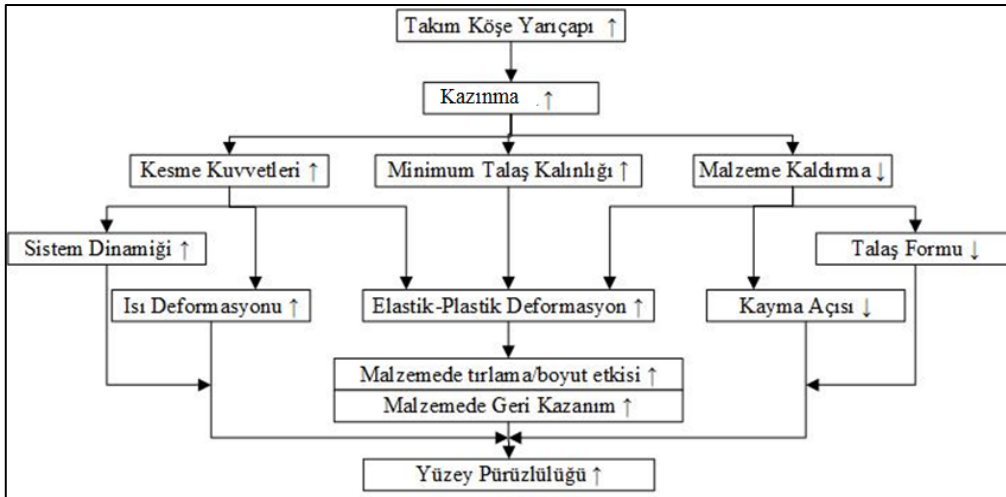 Takım Köşe Yarıçapı ↑
Kazınma . ↑
Kesme Kuvvetleri ↑
Minimum Talaş Kalınlığı ↑
Malzeme Kaldırma ↓
Sistem Dinamiği ↑
Talaş Formu ↓
Isı Deformasyonu ↑
Elastik-Plastik Deformasyon ↑
Kayma Açısı ↓
Malzemede tırlama/boyut etkisi ↑
Malzemede Geri Kazanım ↑
Yüzey Pürüzlülüğü ↑